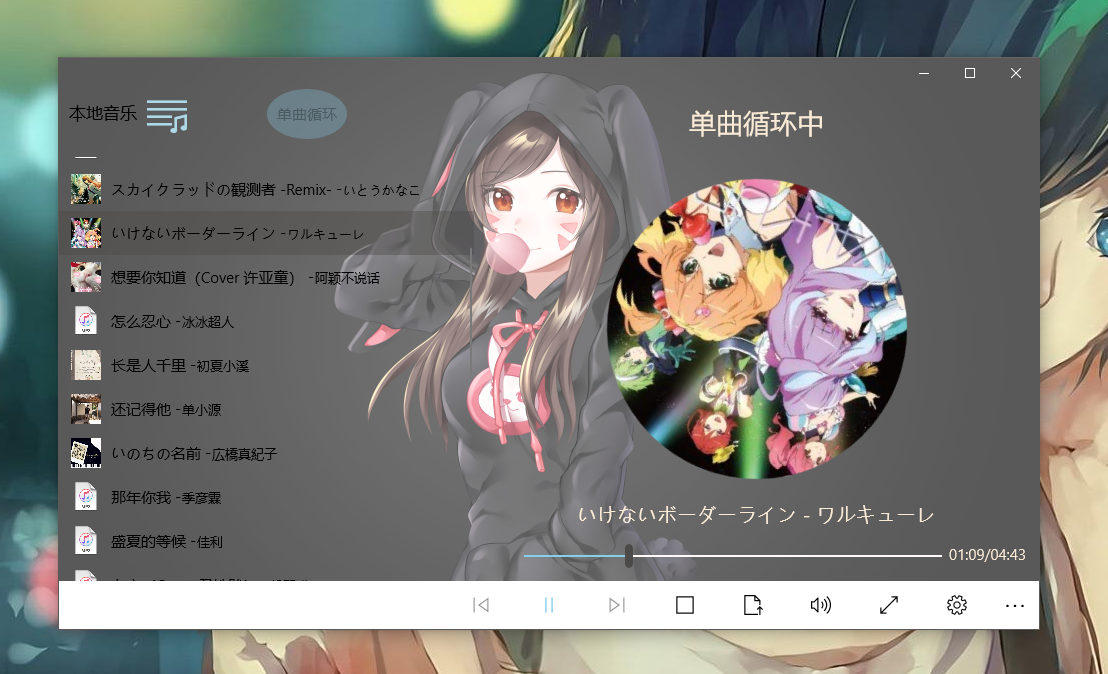 本地音乐
单曲循环
单曲循环中
スカイクラッドの観測者 -Remix- -いとうかなこ
いけないボーダーライン -ワルキューレ
想要你知道（Cover 许亚童） -阿颖不说话
怎么忍心 -冰冰超人
长是人千里 -初夏小溪
还记得他 -单小源
いのちの名前 -広橋真紀子
那年你我 -季彦霖
盛夏的等候 -佳利
いけないボーダーライン - ワルキューレ
01:09/04:43